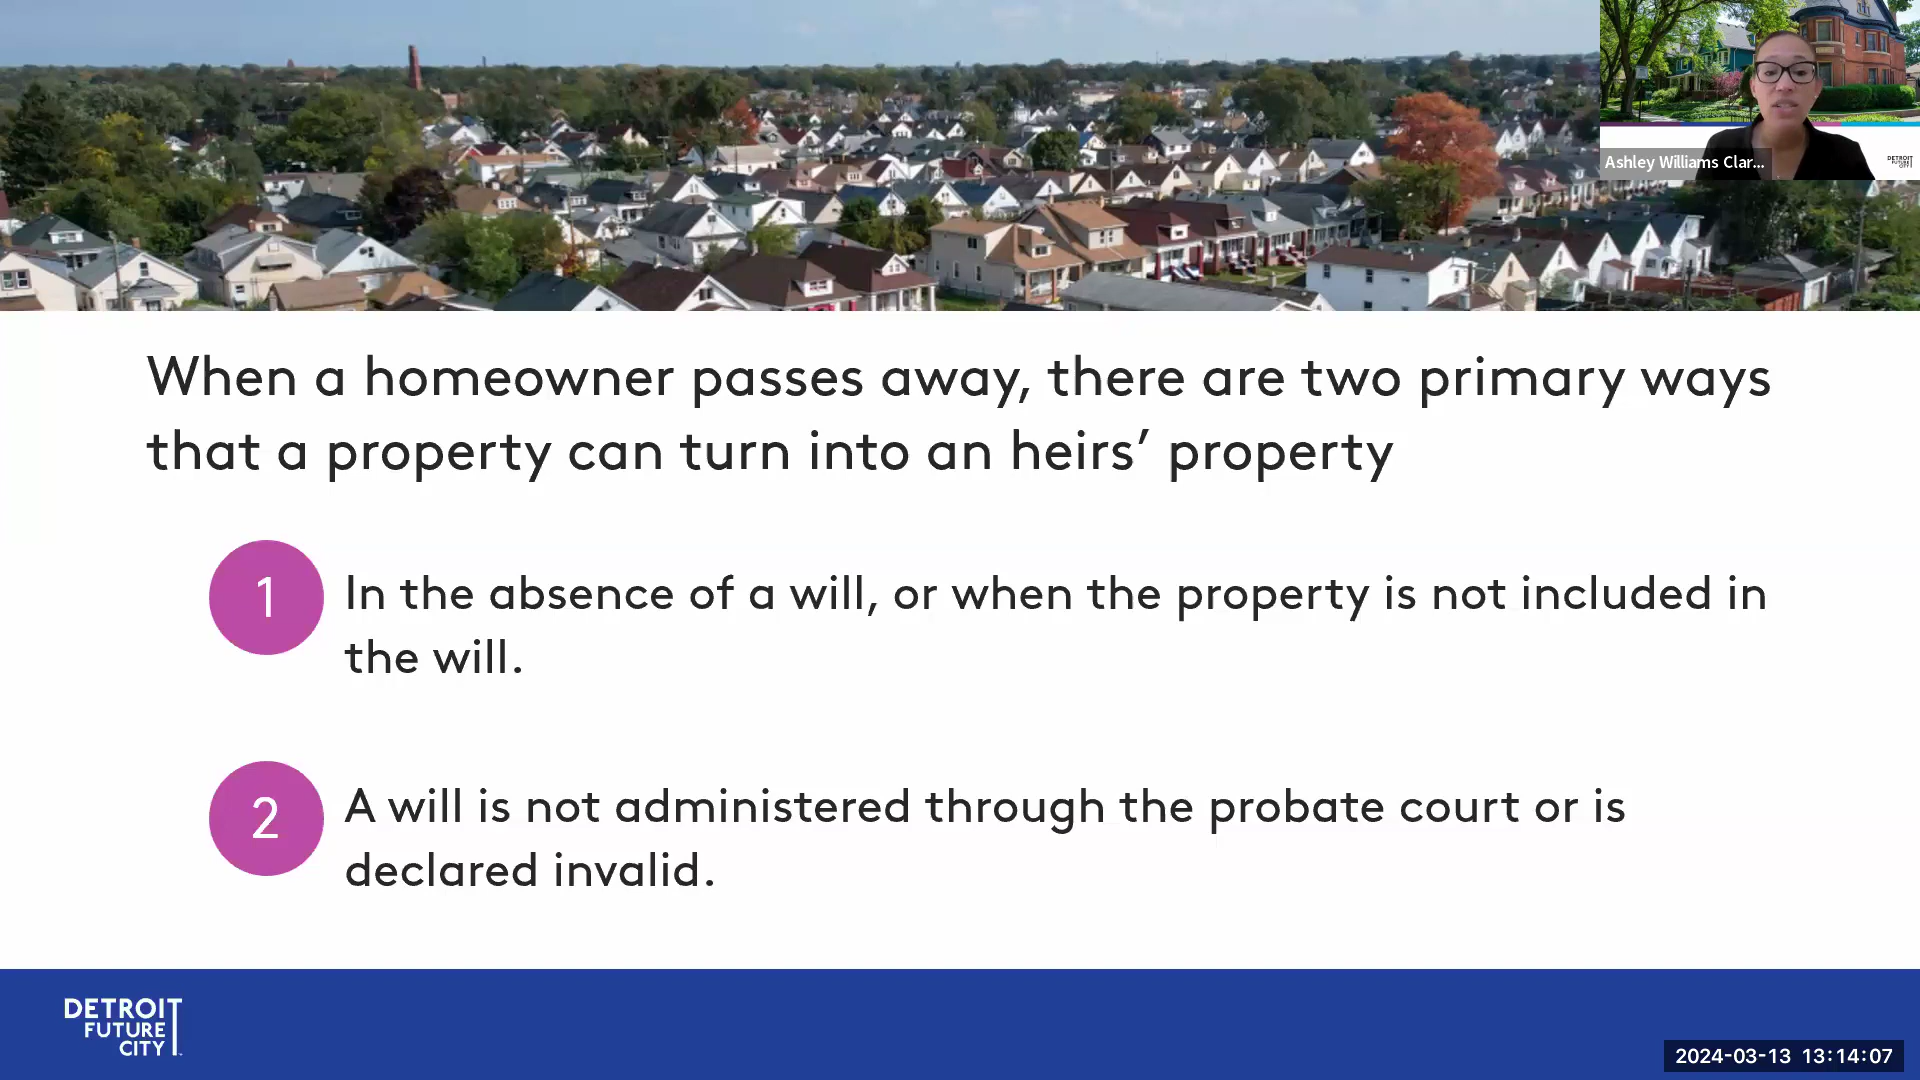 Ashley Williams Clar...
DETROIT
FUTURE
CITY
When a homeowner passes away, there are two primary ways
that a property can turn into an heirs’ property
1
In the absence of a will, or when the property is not included in
the will.
2
A will is not administered through the probate court or is
declared invalid.
DETROIT
FUTURE
CITY
2024-03-13 13:14:07